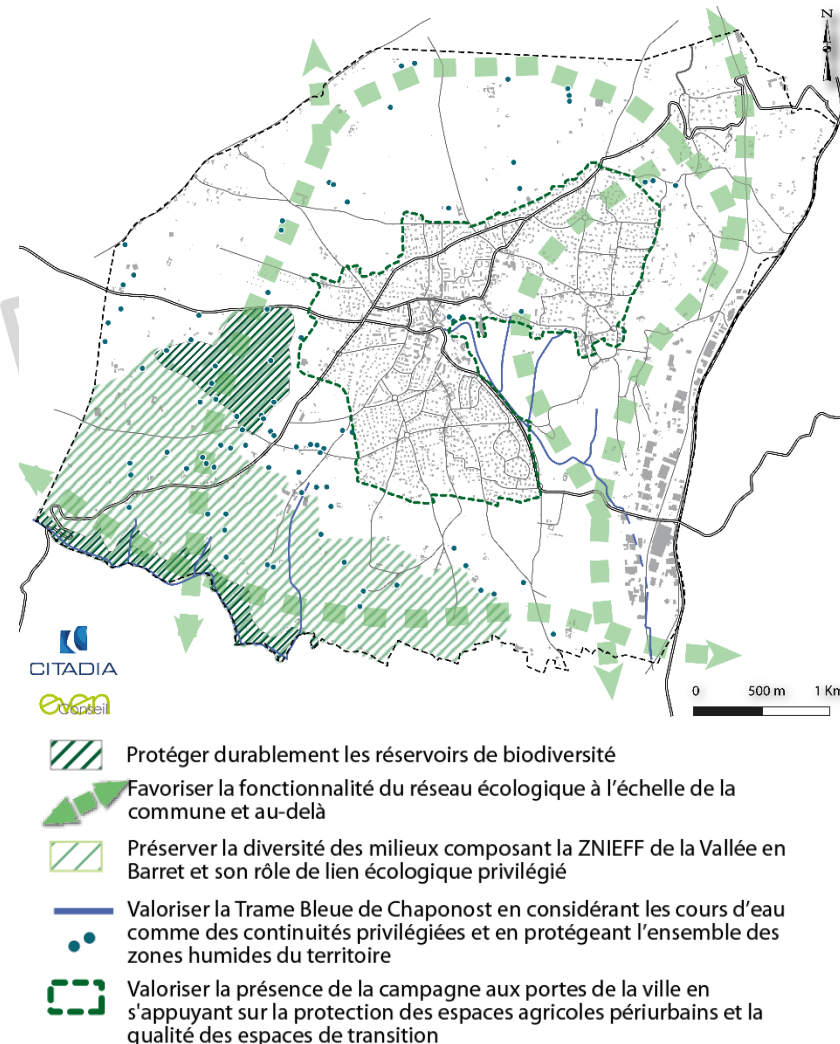 N
CITADIA
even
Conseil
0 500 m 1 Km
Protéger durablement les réservoirs de biodiversité
Favoriser la fonctionnalité du réseau écologique à l'échelle de la
commune et au-delà
Préserver la diversité des milieux composant la ZNIEFF de la Vallée en
Barret et son rôle de lien écologique privilégié
Valoriser la Trame Bleue de Chaponost en considérant les cours d'eau
comme des continuités privilégiées et en protégeant l'ensemble des
zones humides du territoire
Valoriser la présence de la campagne aux portes de la ville en
s'appuyant sur la protection des espaces agricoles périurbains et la
qualité des espaces de transition